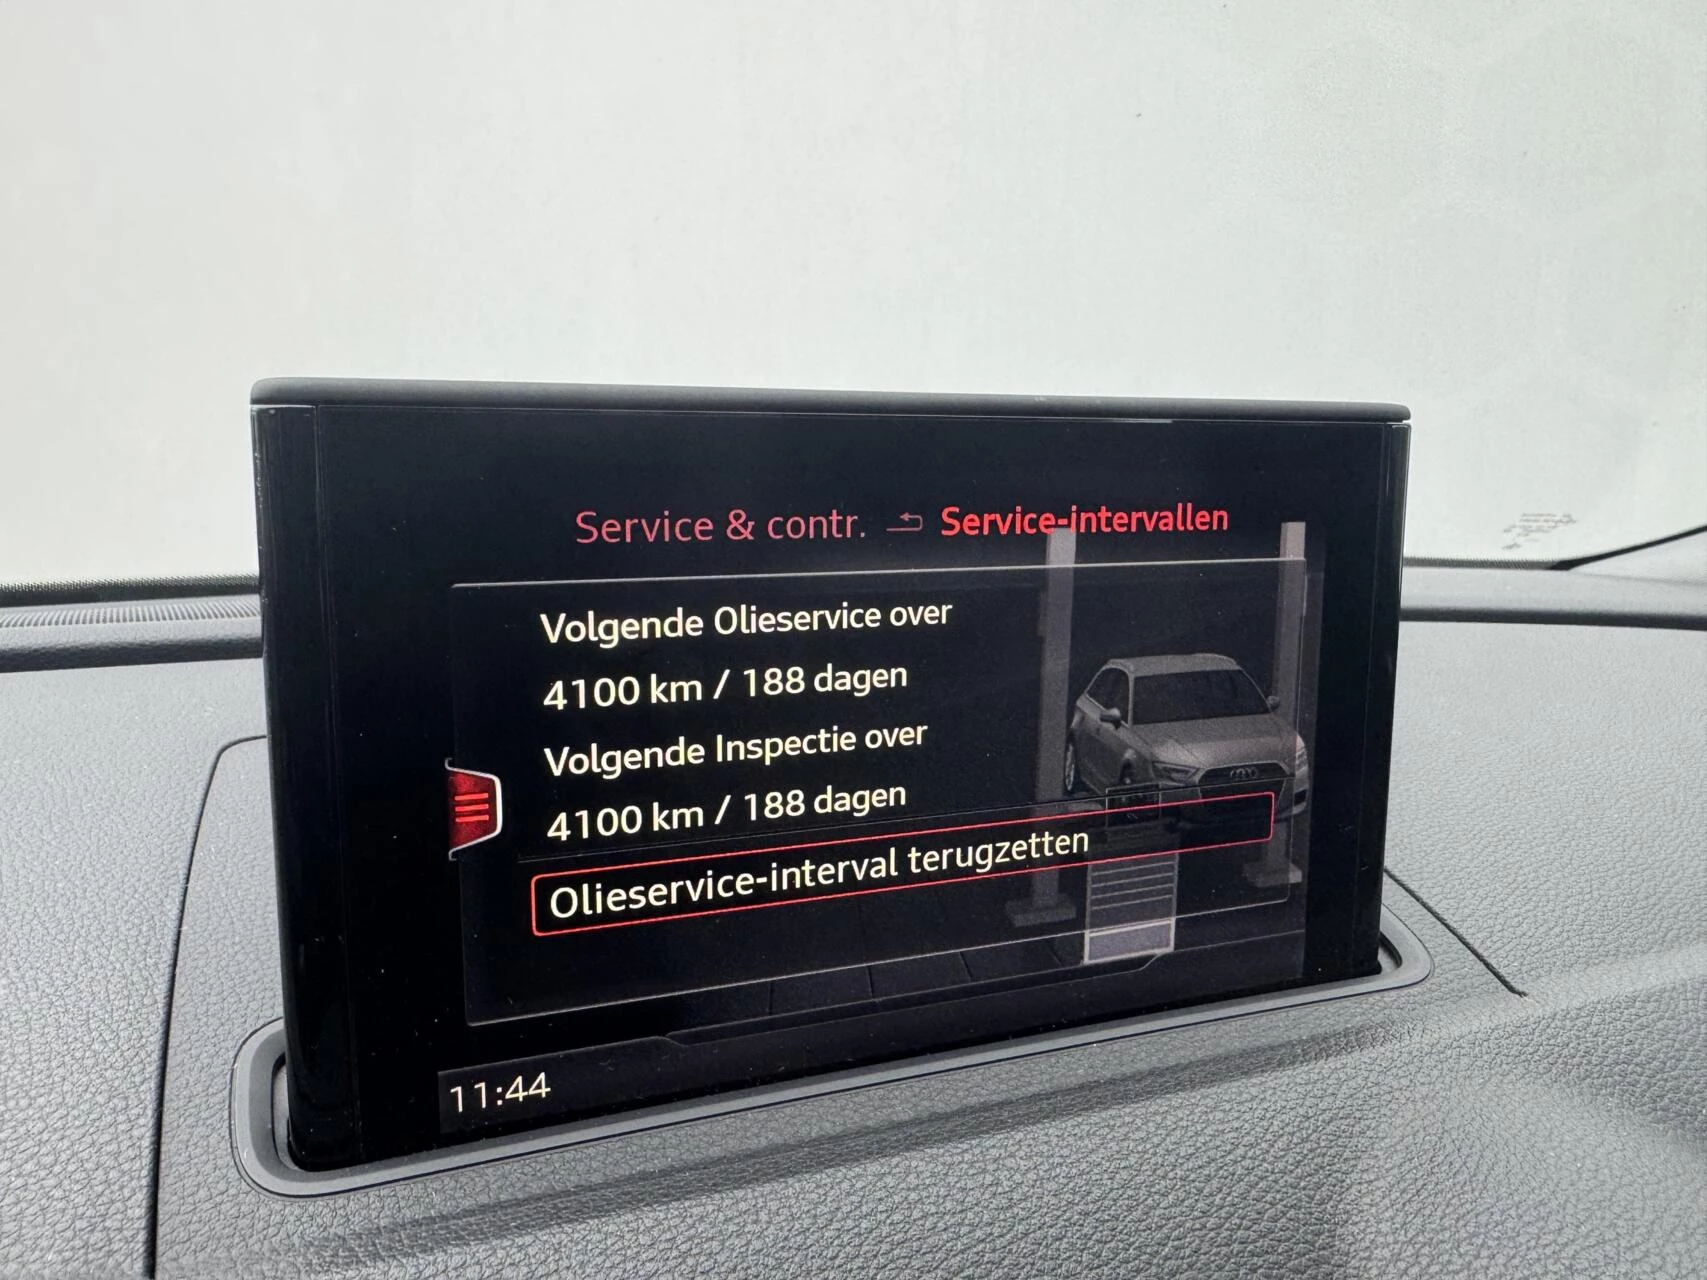 Service & contr. Service-intervallen
Volgende Olieservice over
4100 km / 188 dagen
Volgende Inspectie over
4100 km / 188 dagen
Olieservice-interval terugzetten
11:44